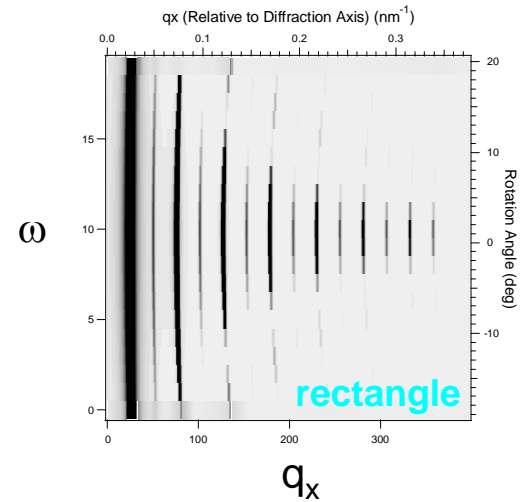 qx (Relative to Diffraction Axis) (nm⁻¹)
0.0 0.1 0.2 0.3
20
15
10
ω
10
0
Rotation Angle (deg)
5
-10
rectangle
0
0 100 200 300
qₓ